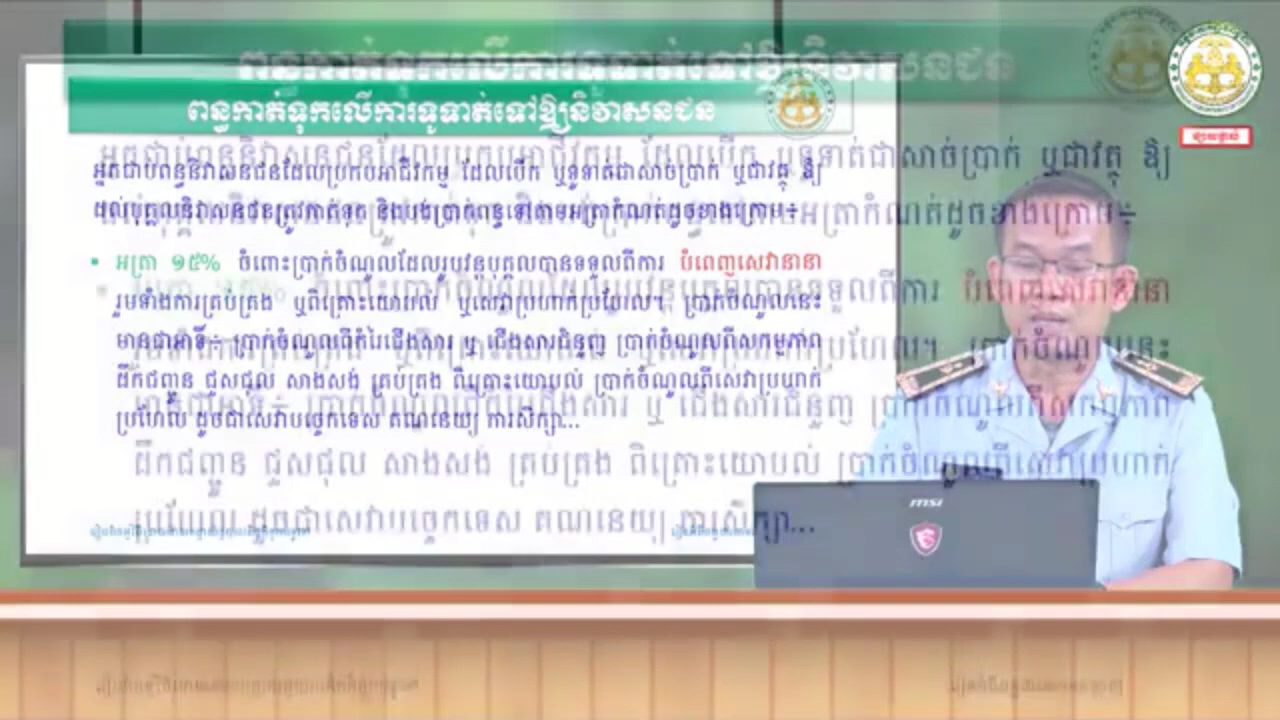 ពន្ធកាត់ទុកលើការទូទាត់ទៅឱ្យនិវាសនជន
អ្នកជាប់ពន្ធនិវាសនជនដែលប្រកបអាជីវកម្ម ដែលបើក ឬទូទាត់ជាសាច់ប្រាក់ ឬជាវត្ថុ ឱ្យ
ដល់បុគ្គលនិវាសនជនត្រូវកាត់ទុក និងបង់ប្រាក់ពន្ធទៅតាមអត្រាកំណត់ដូចខាងក្រោម៖
• អត្រា ១៥% ចំពោះប្រាក់ចំណូលដែលរូបវន្តបុគ្គលបានទទួលពីការ បំពេញសេវានានា
រួមទាំងការគ្រប់គ្រង ឬពិគ្រោះយោបល់ ឬសេវាប្រហាក់ប្រហែល។ ប្រាក់ចំណូលនេះ
មានជាអាទិ៍៖ ប្រាក់ចំណូលពីកំរៃជើងសារ ឬ ជើងសារជំនួញ ប្រាក់ចំណូលពីសកម្មភាព
ដឹកជញ្ជូន ជួសជុល សាងសង់ គ្រប់គ្រង ពិគ្រោះយោបល់ ប្រាក់ចំណូលពីសេវាប្រហាក់
ប្រហែល ដូចជាសេវាបច្ចេកទេស គណនេយ្យ ការសិក្សា...
msi
ផ្សាយផ្ទាល់